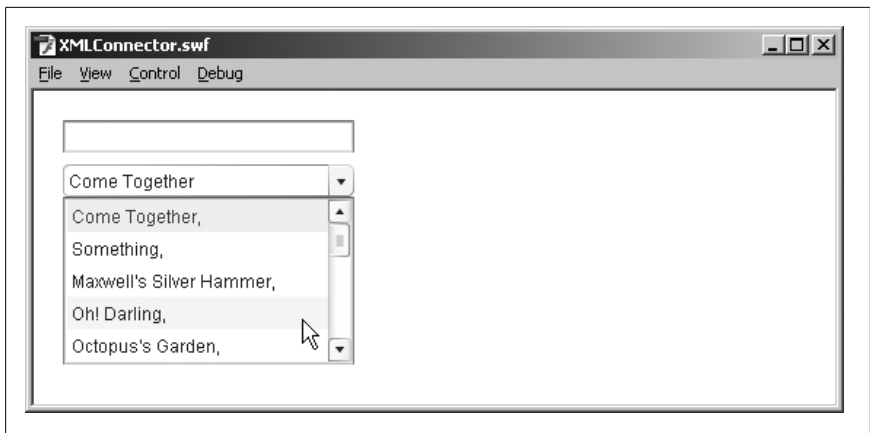 XMLConnector.swf
File View Control Debug
Come Together
Come Together,
Something,
Maxwell's Silver Hammer,
Oh! Darling,
Octopus's Garden,